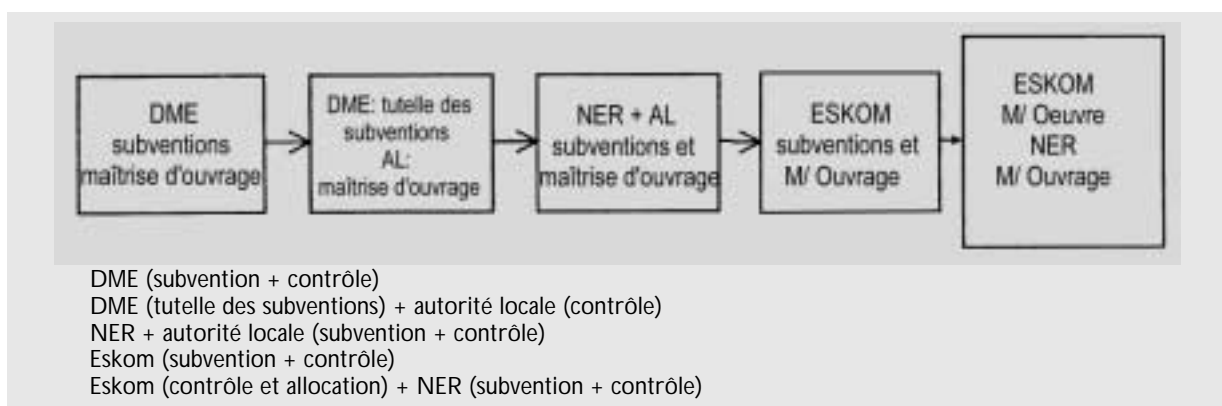 DME
subventions
maîtrise d'ouvrage
DME: tutelle des
subventions
AL:
maîtrise d'ouvrage
NER + AL
subventions et
maîtrise d'ouvrage
ESKOM
subventions et
M/ Ouvrage
ESKOM
M/ Oeuvre
NER
M/ Ouvrage
DME (subvention + contrôle)
DME (tutelle des subventions) + autorité locale (contrôle)
NER + autorité locale (subvention + contrôle)
Eskom (subvention + contrôle)
Eskom (contrôle et allocation) + NER (subvention + contrôle)